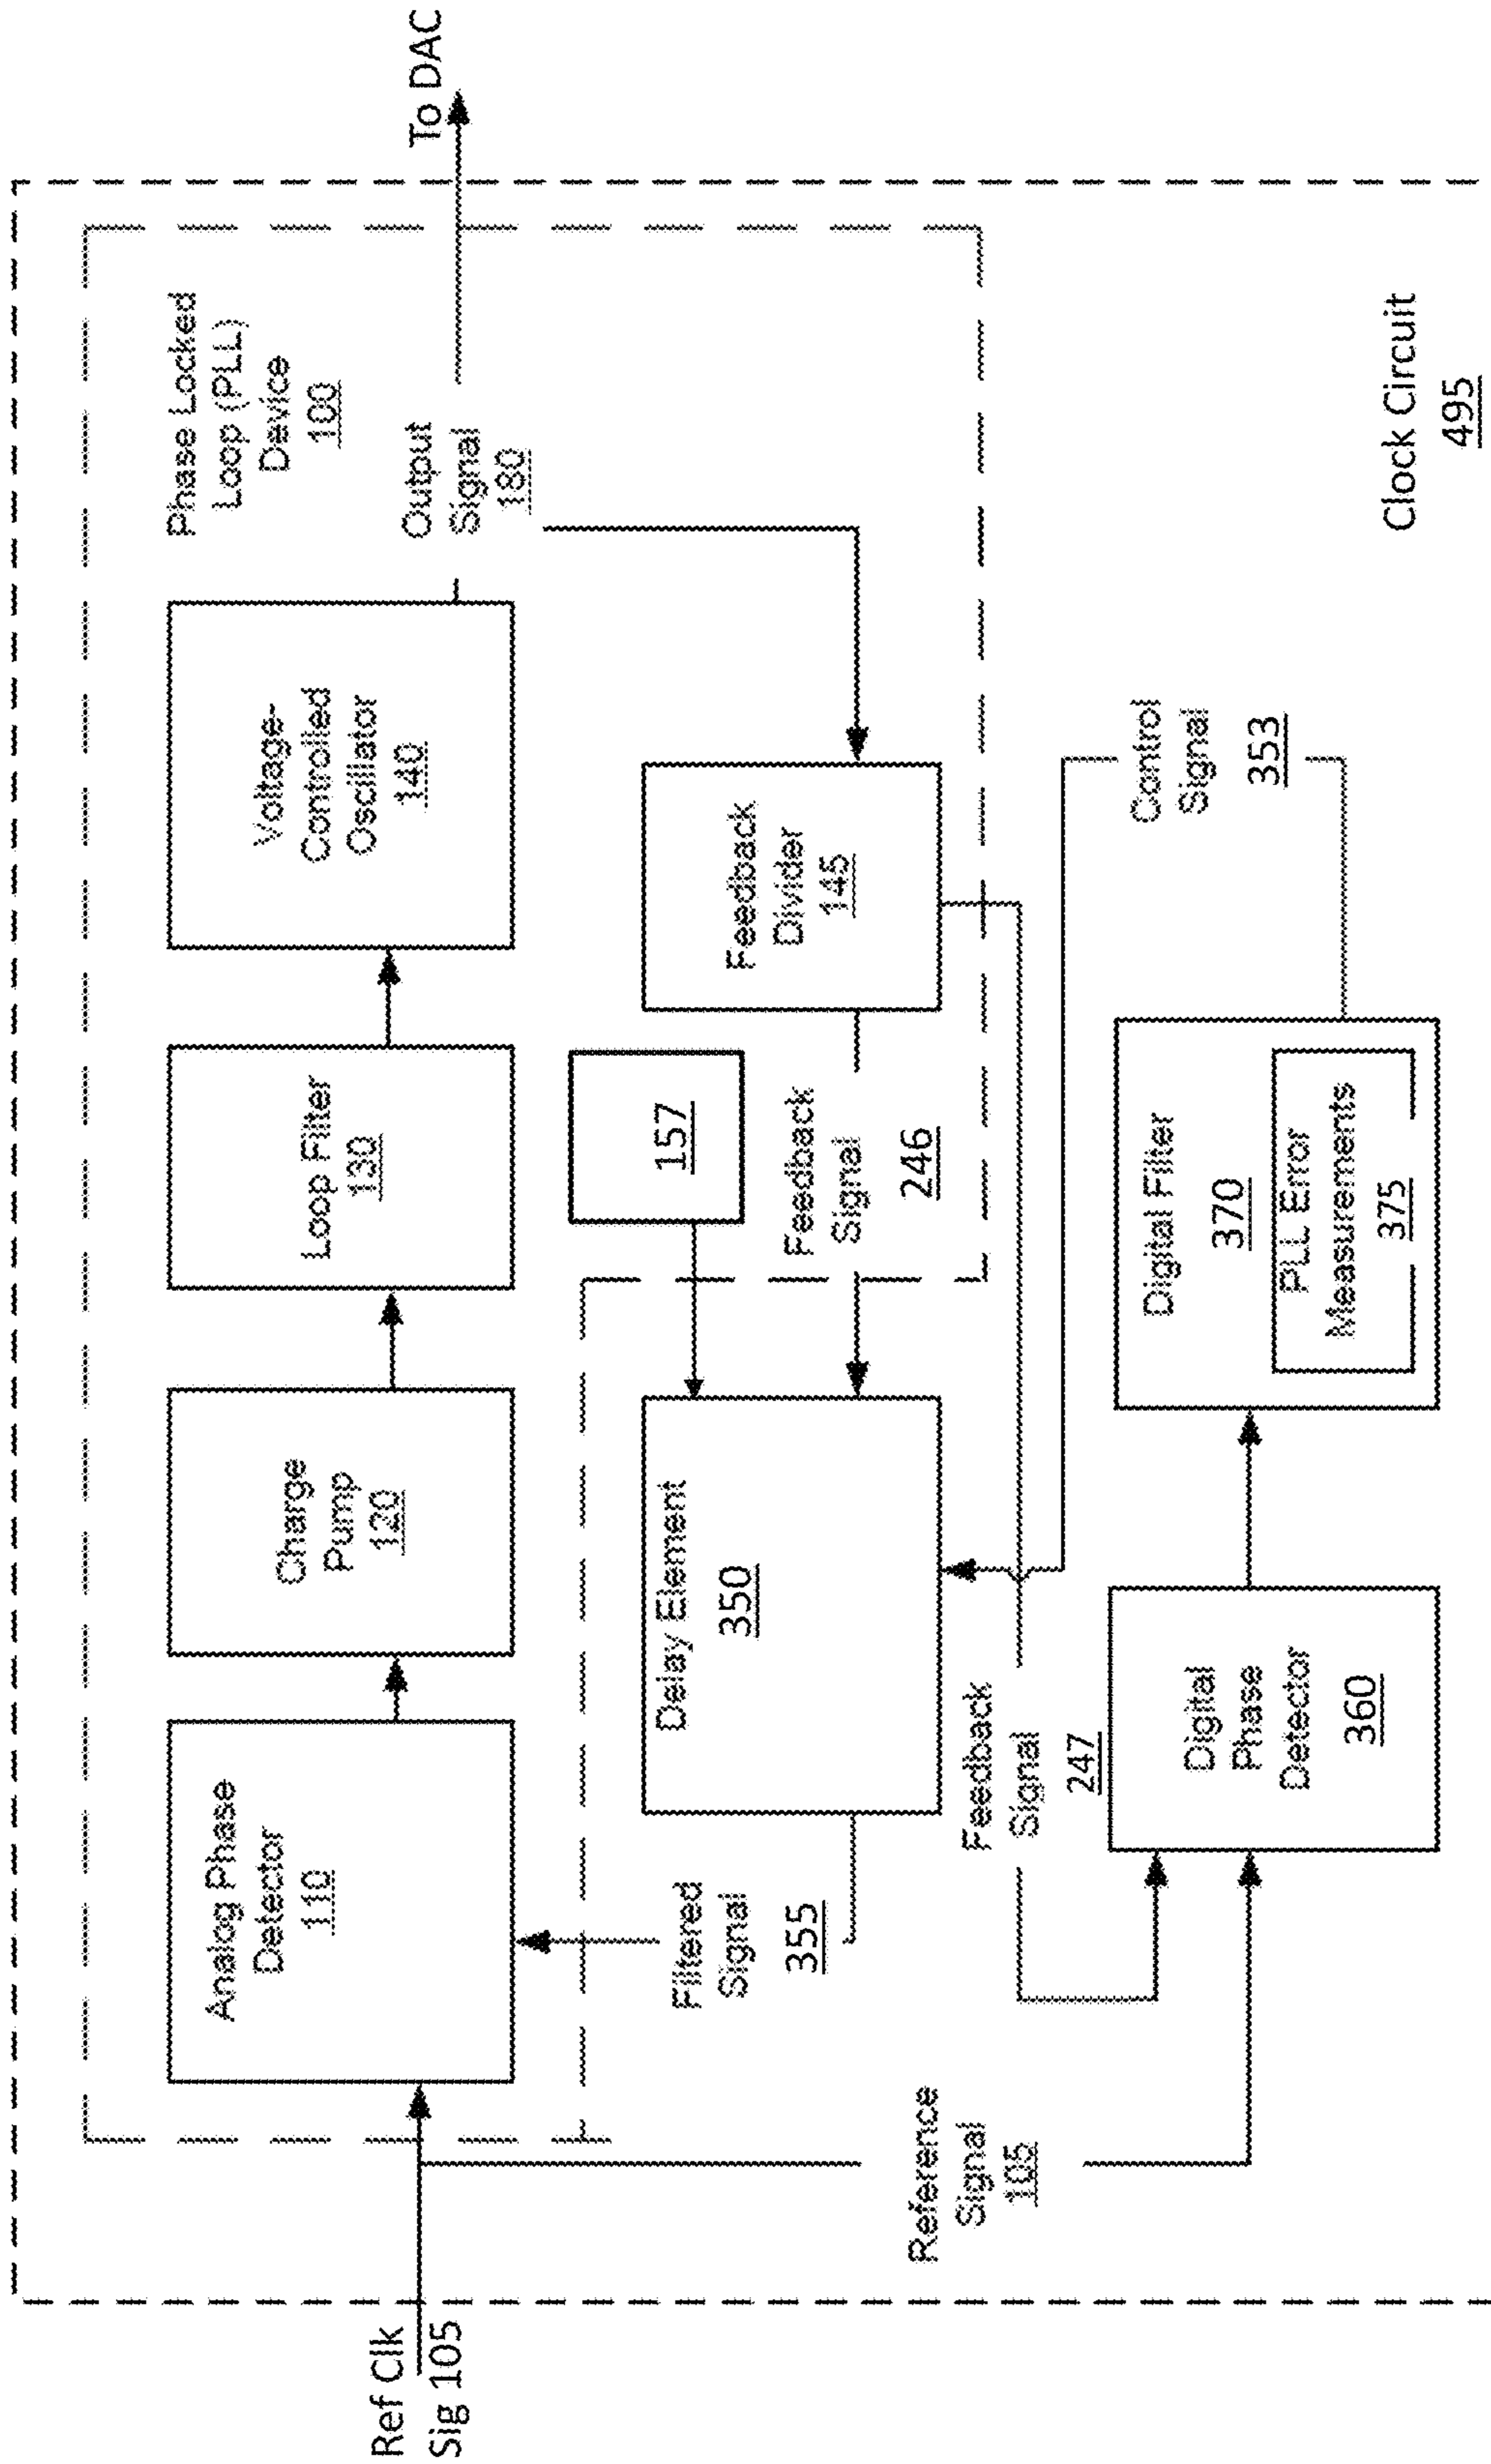 Phase Locked
Loop (PLL)
Device
100
Analog Phase
Detector
110
Charge
Pump
120
Loop Filter
130
Voltage-
Controlled
Oscillator
140
Output
Signal
180
To DAC
Ref Clk
Sig 105
157
Filtered
Signal
355
Delay Element
350
Feedback
Signal
246
Feedback
Divider
145
Reference
Signal
105
Feedback
Signal
247
Digital
Phase
Detector
360
Digital Filter
370
PLL Error
Measurements
375
Control
Signal
353
Clock Circuit
495